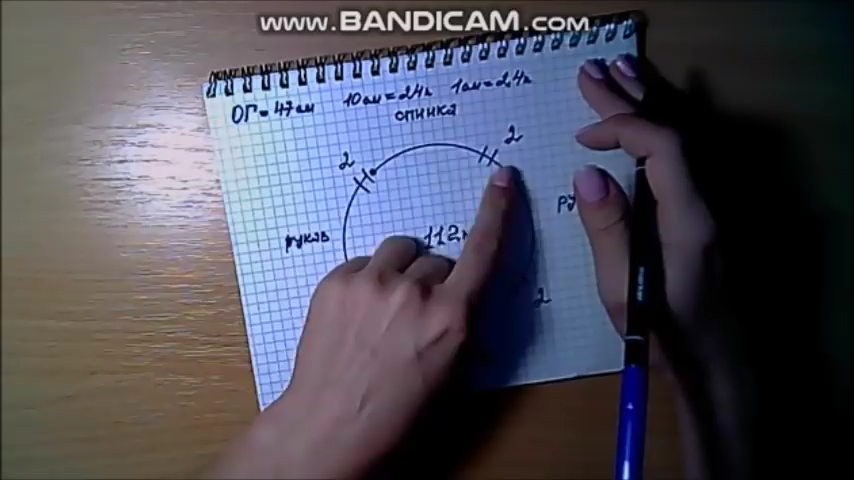 www.BANDICAM.com
ОГ = 47 см 10 см = 24 п 1 см = 2,4 п
спинка
2
2
рукав
112
2